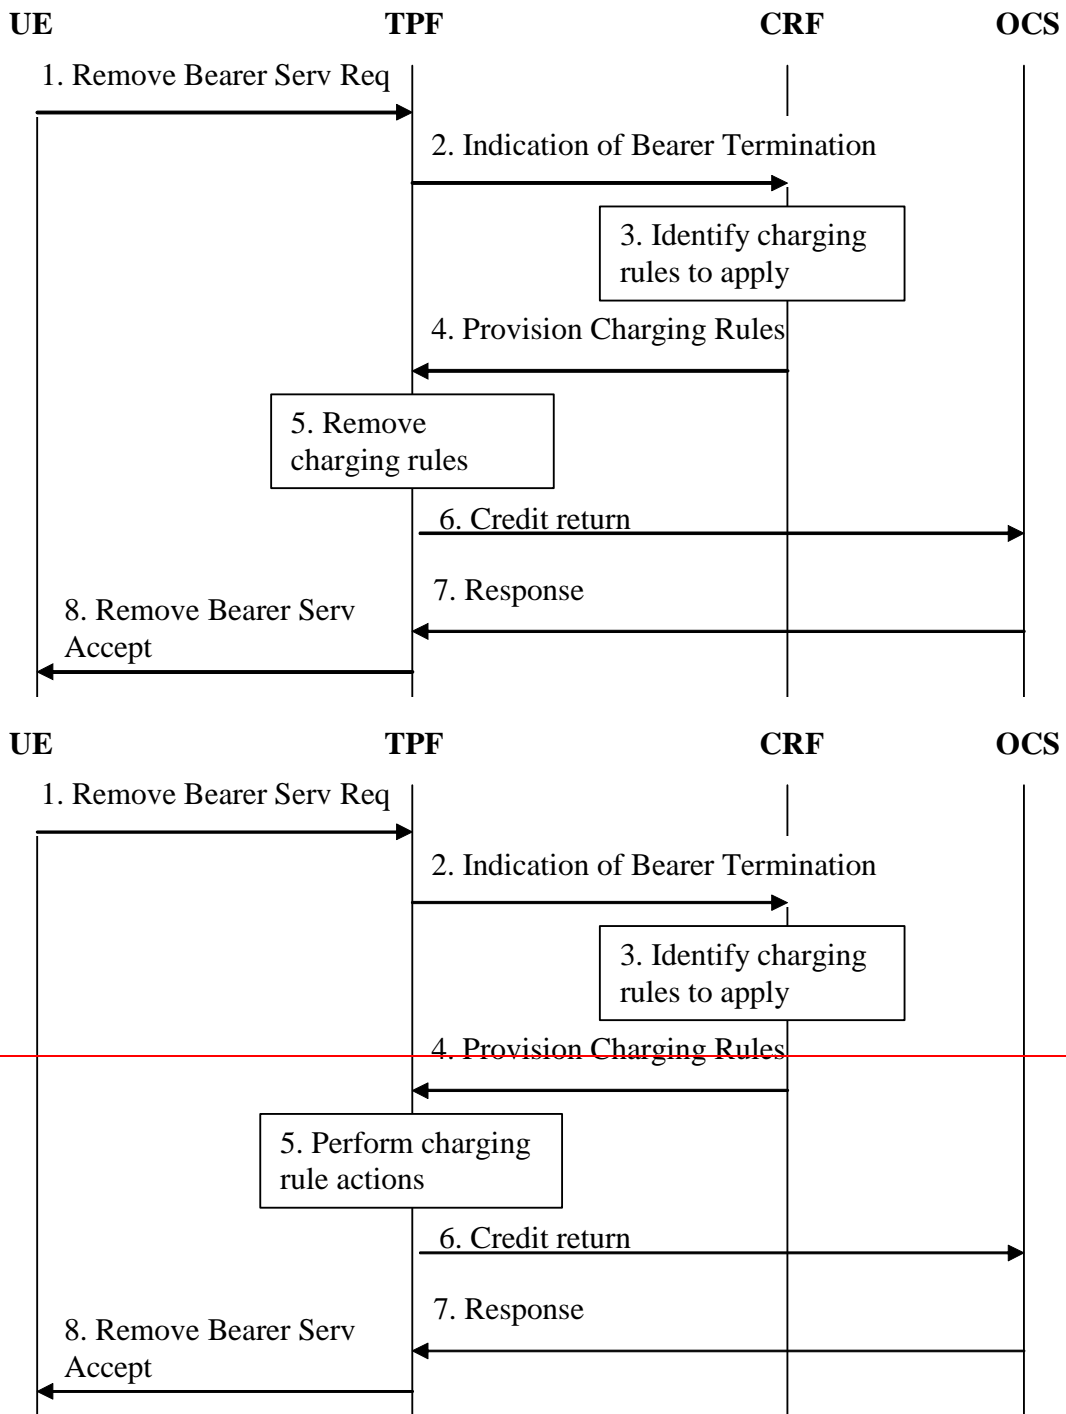 UE TPF CRF OCS
1. Remove Bearer Serv Req
2. Indication of Bearer Termination
3. Identify charging
rules to apply
4. Provision Charging Rules
5. Remove
charging rules
6. Credit return
7. Response
8. Remove Bearer Serv
Accept
UE TPF CRF OCS
1. Remove Bearer Serv Req
2. Indication of Bearer Termination
3. Identify charging
rules to apply
4. Provision Charging Rules
5. Perform charging
rule actions
6. Credit return
7. Response
8. Remove Bearer Serv
Accept